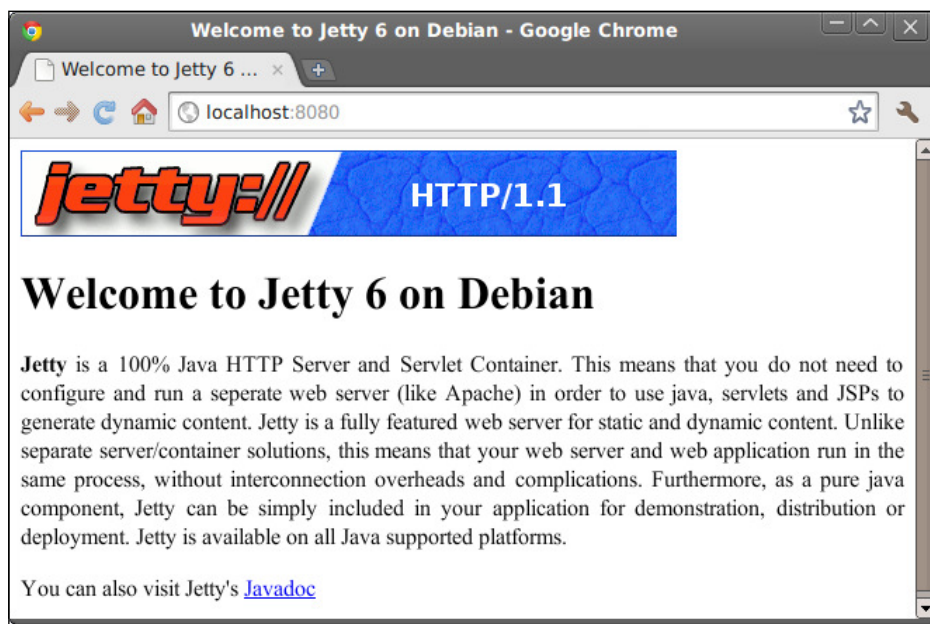 Welcome to Jetty 6 on Debian - Google Chrome
Welcome to Jetty 6 ...
localhost:8080
jetty://
HTTP/1.1
Welcome to Jetty 6 on Debian
Jetty is a 100% Java HTTP Server and Servlet Container. This means that you do not need to
configure and run a seperate web server (like Apache) in order to use java, servlets and JSPs to
generate dynamic content. Jetty is a fully featured web server for static and dynamic content. Unlike
separate server/container solutions, this means that your web server and web application run in the
same process, without interconnection overheads and complications. Furthermore, as a pure java
component, Jetty can be simply included in your application for demonstration, distribution or
deployment. Jetty is available on all Java supported platforms.
You can also visit Jetty's Javadoc